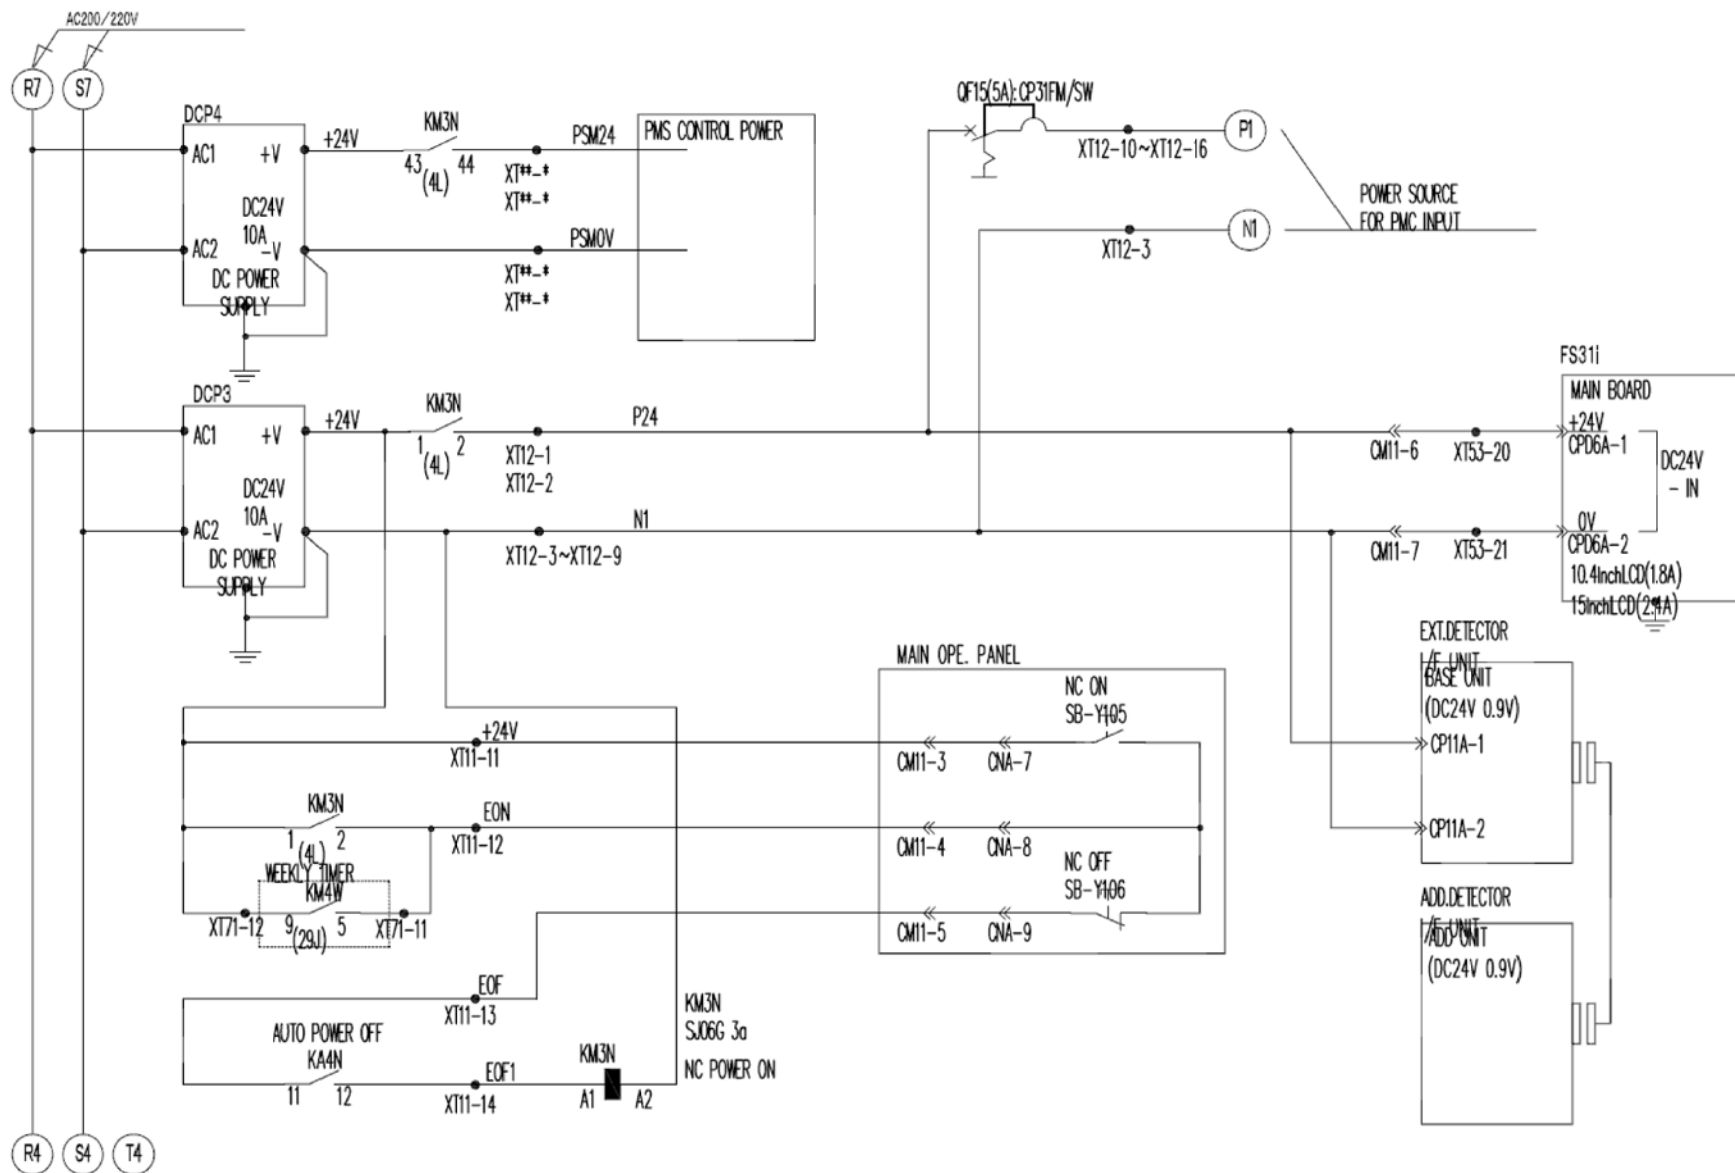 AC200/220V
R7
S7
DCP4
AC1
+V
+24V
KM3N
43
44
(4L)
PSM24
XT**-*
XT**-*
PMS CONTROL POWER
DC24V
10A
AC2
-V
PSM0V
XT**-*
XT**-*
DC POWER
SUPPLY
QF15(5A):CP31FM/SW
XT12-10~XT12-16
P1
POWER SOURCE
FOR PMC INPUT
XT12-3
N1
DCP3
AC1
+V
+24V
KM3N
1
2
(4L)
XT12-1
XT12-2
P24
DC24V
10A
AC2
-V
N1
XT12-3~XT12-9
DC POWER
SUPPLY
FS31i
MAIN BOARD
+24V
CPD6A-1
CM11-6
XT53-20
DC24V
- IN
0V
CPD6A-2
CM11-7
XT53-21
10.4InchLCD(1.8A)
15InchLCD(2.4A)
EXT.DETECTOR
I/F UNIT
BASE UNIT
(DC24V 0.9V)
CP11A-1
CP11A-2
ADD.DETECTOR
I/F UNIT
ADD UNIT
(DC24V 0.9V)
MAIN OPE. PANEL
NC ON
SB-Y105
+24V
XT11-11
CM11-3
CNA-7
KM3N
1
2
(4L)
EON
XT11-12
CM11-4
CNA-8
NC OFF
SB-Y106
WEEKLY TIMER
KM4W
XT71-12
9
5
(29J)
XT71-11
CM11-5
CNA-9
EOF
XT11-13
AUTO POWER OFF
KA4N
11
12
EOF1
XT11-14
KM3N
A1
A2
KM3N
SJ06G 3a
NC POWER ON
R4
S4
T4